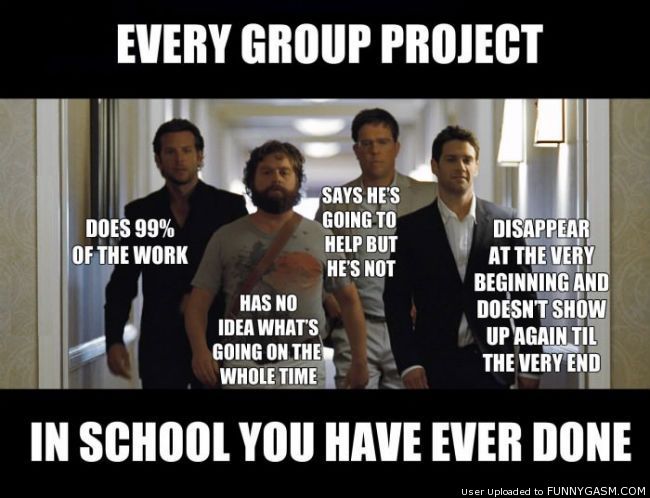 EVERY GROUP PROJECT
DOES 99%
OF THE WORK
HAS NO
IDEA WHAT'S
GOING ON THE
WHOLE TIME
SAYS HE'S
GOING TO
HELP BUT
HE'S NOT
DISAPPEAR
AT THE VERY
BEGINNING AND
DOESN'T SHOW
UP AGAIN TIL
THE VERY END
IN SCHOOL YOU HAVE EVER DONE
User Uploaded to FUNNYGASM.COM